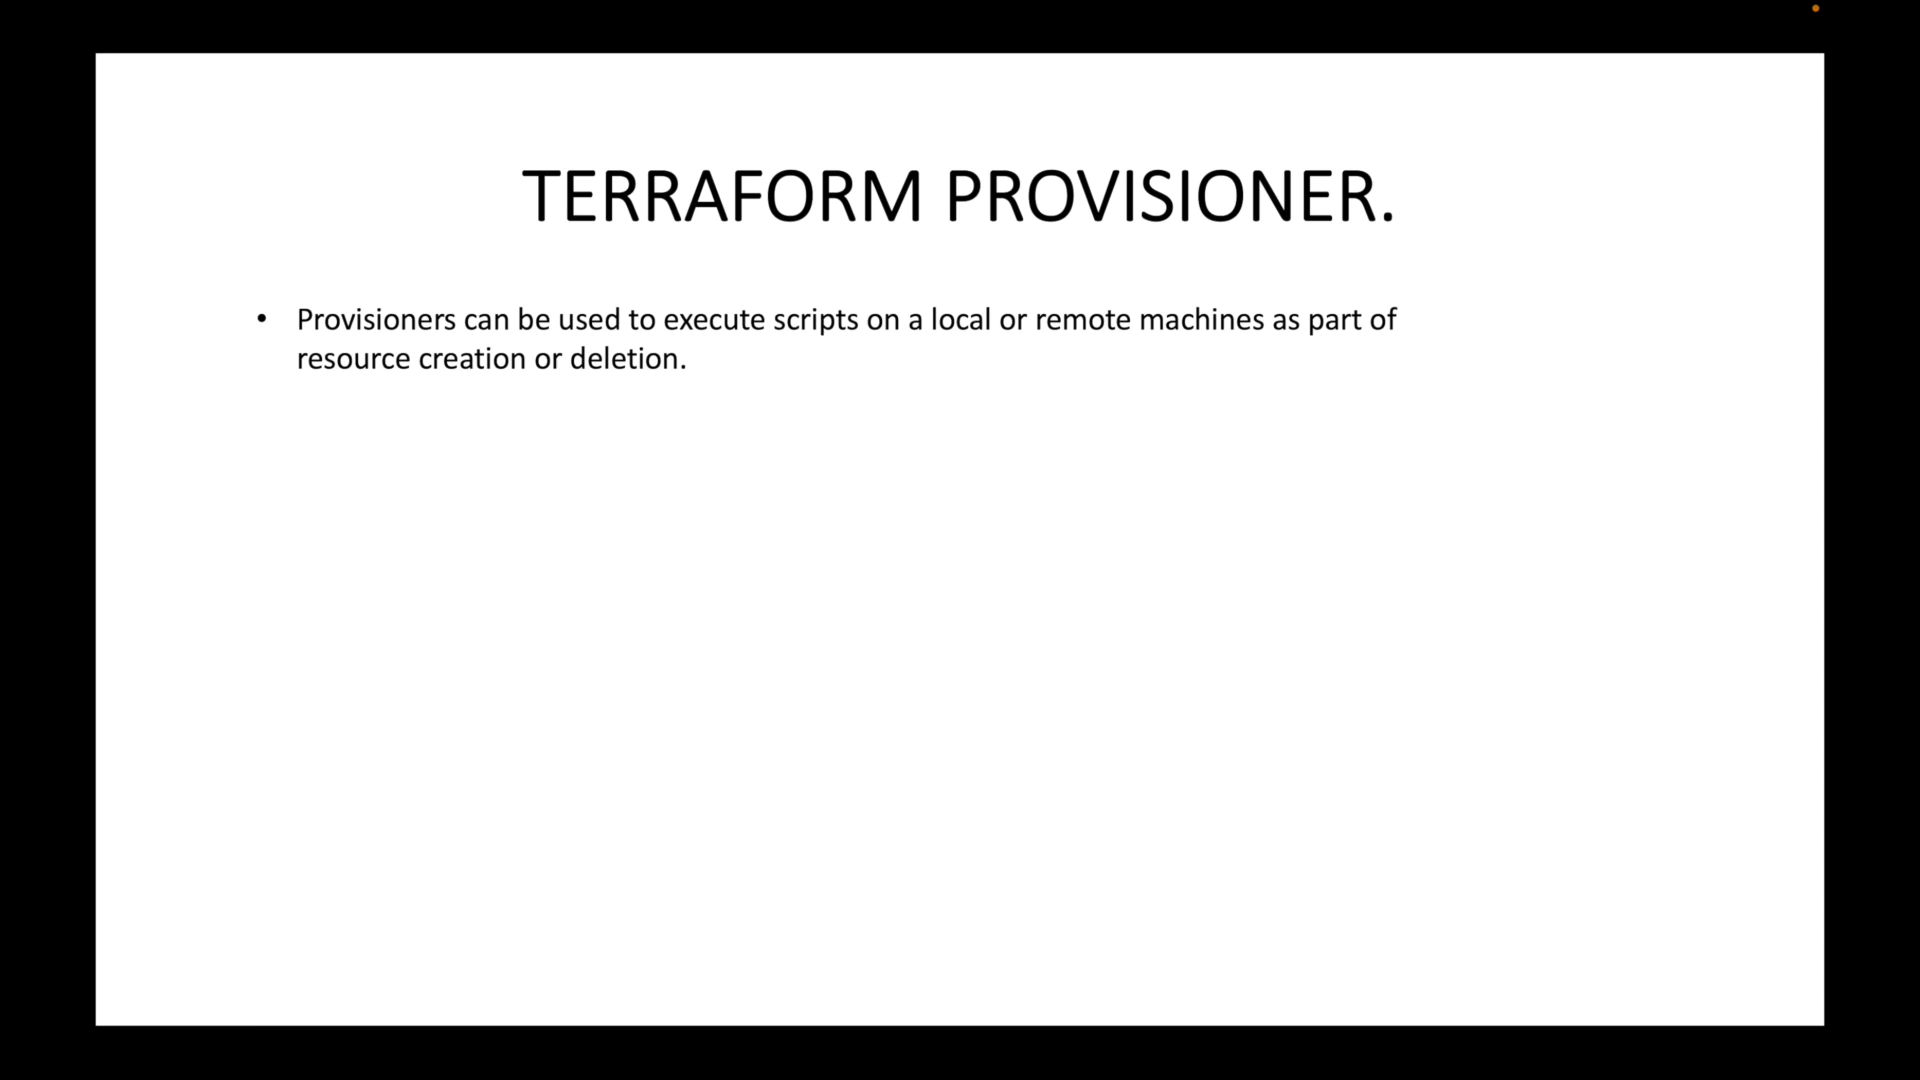 TERRAFORM PROVISIONER.
• Provisioners can be used to execute scripts on a local or remote machines as part of
resource creation or deletion.